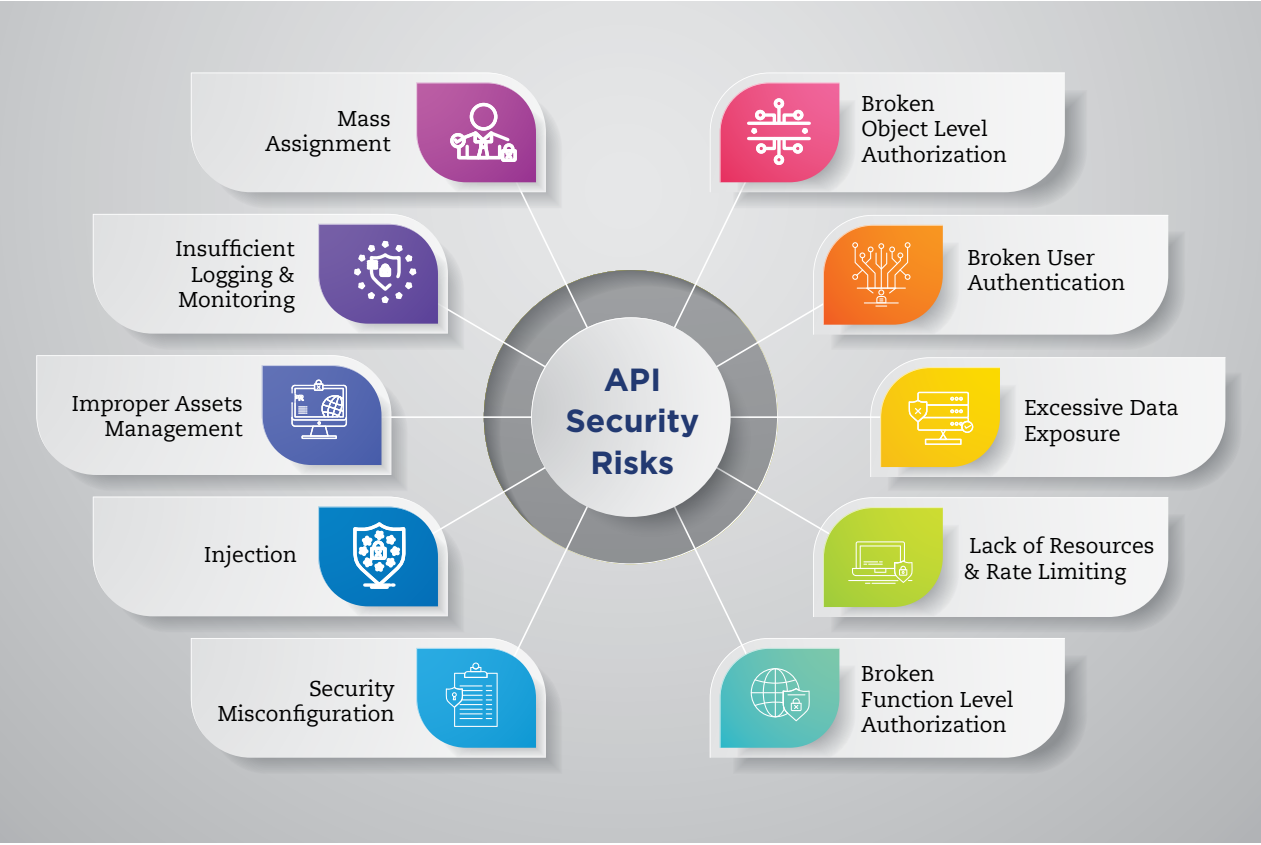 API
Security
Risks
Mass
Assignment
Insufficient
Logging &
Monitoring
Improper Assets
Management
Injection
Security
Misconfiguration
Broken
Object Level
Authorization
Broken User
Authentication
Excessive Data
Exposure
Lack of Resources
& Rate Limiting
Broken
Function Level
Authorization